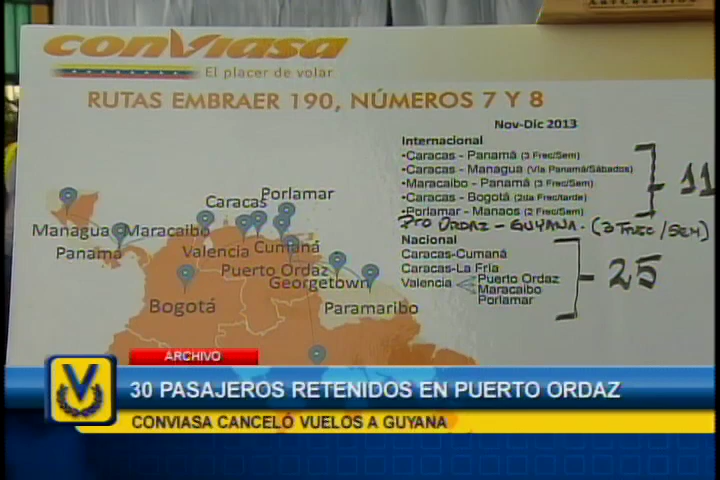 conviasa
El placer de volar
RUTAS EMBRAER 190, NÚMEROS 7 Y 8
Nov-Dic 2013
Internacional
•Caracas - Panamá (3 Frec/Sem)
•Caracas - Managua (Vía Panamá/Sábados)
•Maracaibo - Panamá (3 Frec/Sem)
•Caracas - Bogotá (2da Frec/tarde)
•Porlamar - Manaos (2 Frec/Sem)
PTO ORDAZ - GUYANA. (3 FREC/SEM)
11
Nacional
Caracas-Cumaná
Caracas-La Fría
Valencia
Puerto Ordaz
Maracaibo
Porlamar
25
Porlamar
Caracas
Managua
Maracaibo
Panamá
Valencia
Cumaná
Puerto Ordaz
Georgetown
Bogotá
Paramaribo
ARCHIVO
30 PASAJEROS RETENIDOS EN PUERTO ORDAZ
CONVIASA CANCELÓ VUELOS A GUYANA